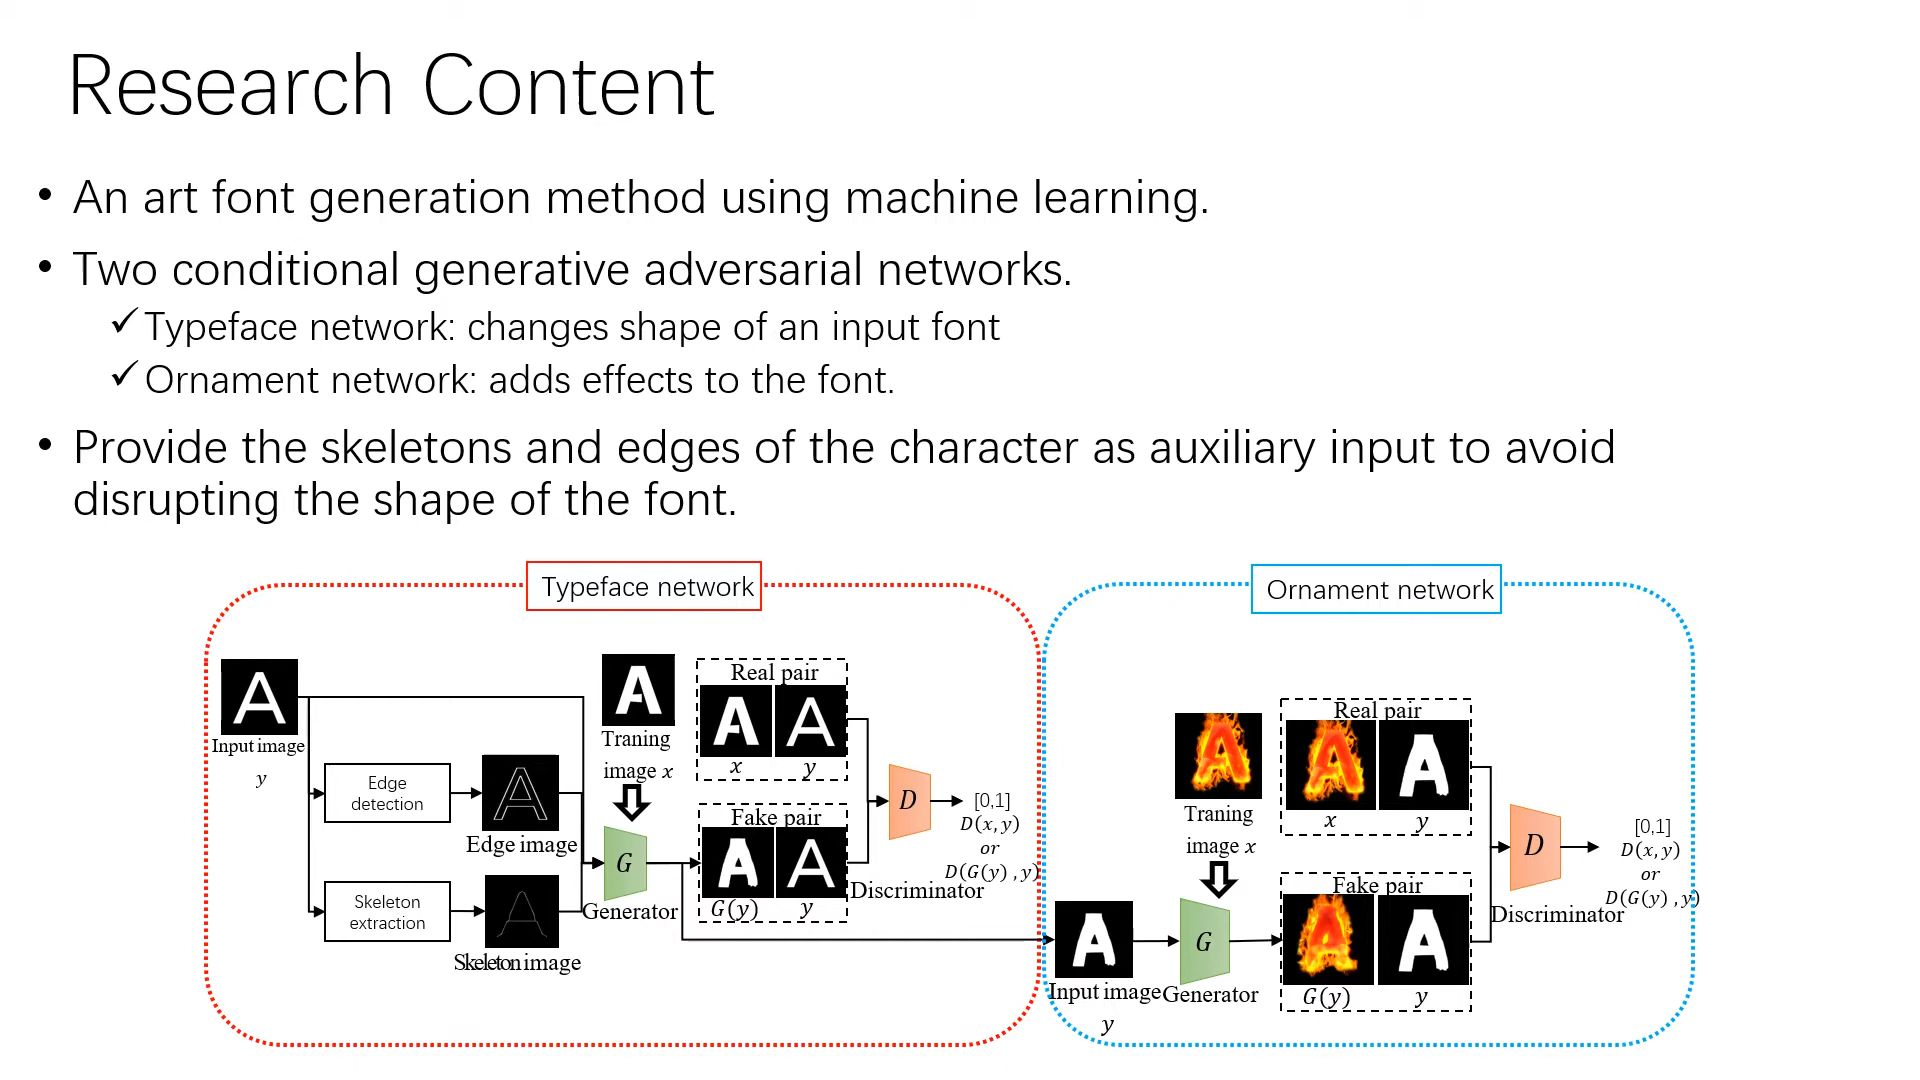 Research Content
• An art font generation method using machine learning.
• Two conditional generative adversarial networks.
✓ Typeface network: changes shape of an input font
✓ Ornament network: adds effects to the font.
• Provide the skeletons and edges of the character as auxiliary input to avoid
disrupting the shape of the font.
Typeface network
A
Input image
y
Edge
detection
A
Edge image
Skeleton
extraction
A
Skeleton image
A
Traning
image x
G
Generator
Real pair
A A
x y
Fake pair
A A
G(y) y
D
Discriminator
[0,1]
D(x, y)
or
D(G(y) , y)
Ornament network
A
Input image
y
A
Traning
image x
G
Generator
Real pair
A A
x y
Fake pair
A A
G(y) y
D
Discriminator
[0,1]
D(x, y)
or
D(G(y) , y)